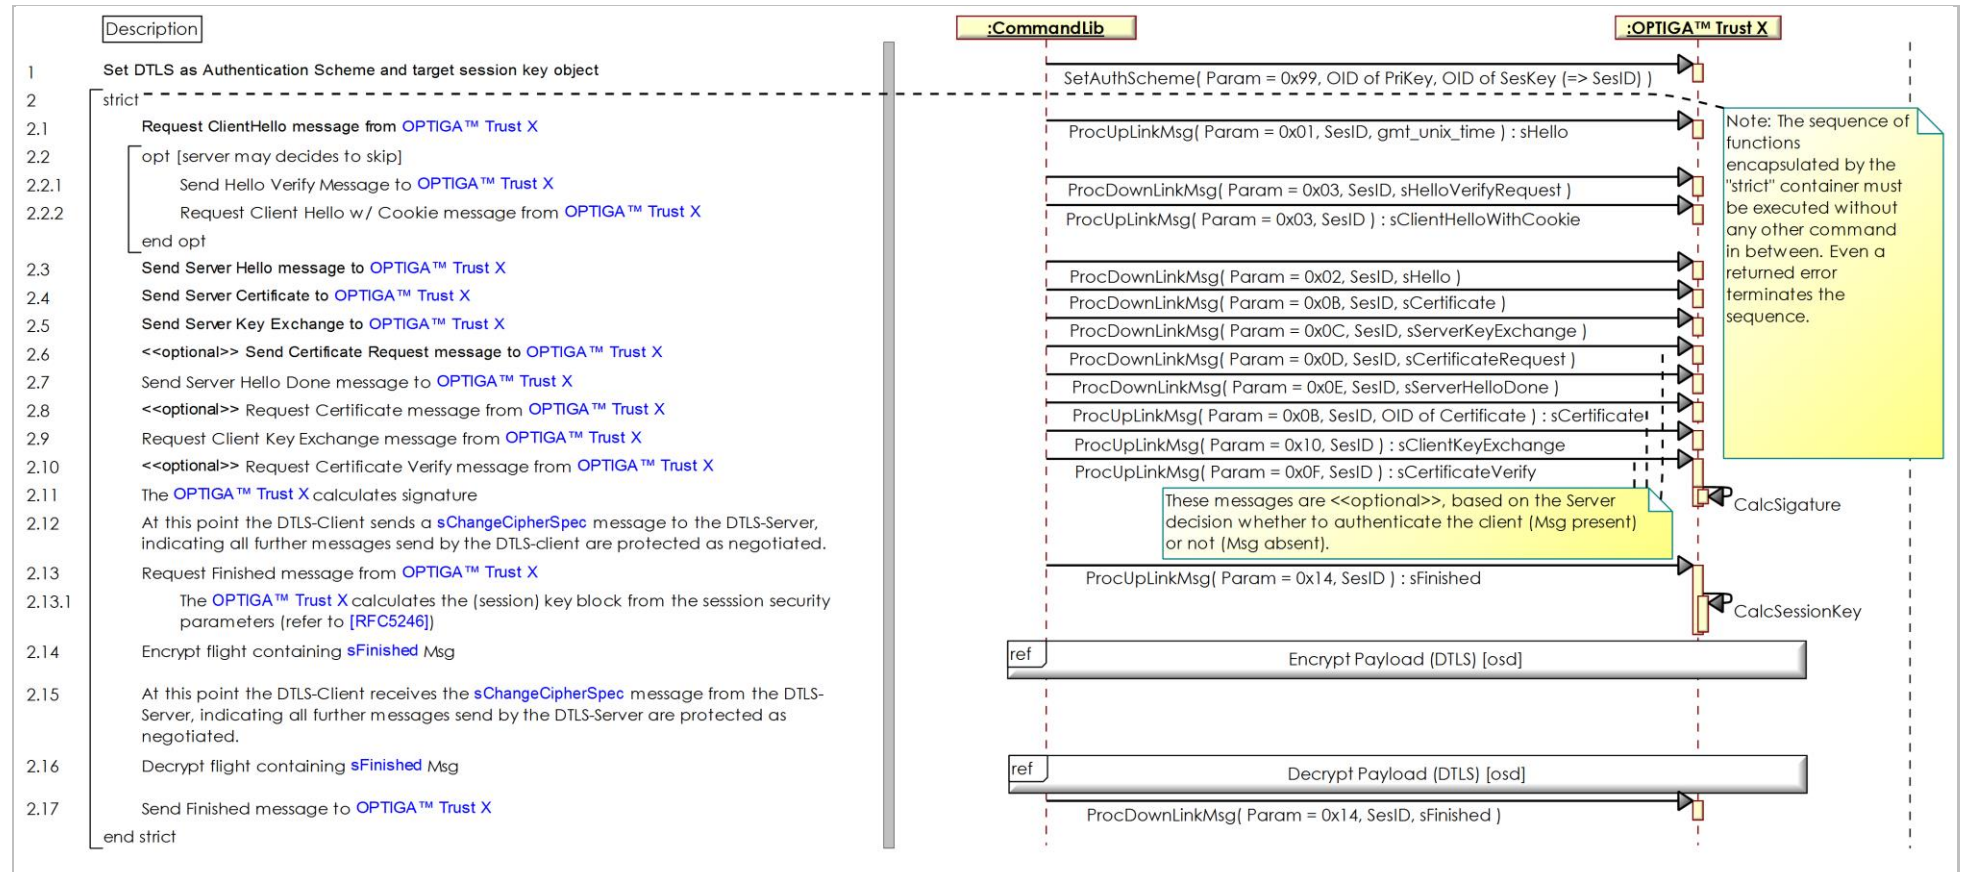 Description
:CommandLib
:OPTIGA™ Trust X
1 Set DTLS as Authentication Scheme and target session key object
SetAuthScheme( Param = 0x99, OID of PriKey, OID of SesKey (=> SesID) )
2 strict
2.1 Request ClientHello message from OPTIGA™ Trust X
ProcUpLinkMsg( Param = 0x01, SesID, gmt_unix_time ) : sHello
2.2 opt [server may decides to skip]
2.2.1 Send Hello Verify Message to OPTIGA™ Trust X
ProcDownLinkMsg( Param = 0x03, SesID, sHelloVerifyRequest )
2.2.2 Request Client Hello w/ Cookie message from OPTIGA™ Trust X
ProcUpLinkMsg( Param = 0x03, SesID ) : sClientHelloWithCookie
end opt
2.3 Send Server Hello message to OPTIGA™ Trust X
ProcDownLinkMsg( Param = 0x02, SesID, sHello )
2.4 Send Server Certificate to OPTIGA™ Trust X
ProcDownLinkMsg( Param = 0x0B, SesID, sCertificate )
2.5 Send Server Key Exchange to OPTIGA™ Trust X
ProcDownLinkMsg( Param = 0x0C, SesID, sServerKeyExchange )
2.6 <<optional>> Send Certificate Request message to OPTIGA™ Trust X
ProcDownLinkMsg( Param = 0x0D, SesID, sCertificateRequest )
2.7 Send Server Hello Done message to OPTIGA™ Trust X
ProcDownLinkMsg( Param = 0x0E, SesID, sServerHelloDone )
2.8 <<optional>> Request Certificate message from OPTIGA™ Trust X
ProcUpLinkMsg( Param = 0x0B, SesID, OID of Certificate ) : sCertificate
2.9 Request Client Key Exchange message from OPTIGA™ Trust X
ProcUpLinkMsg( Param = 0x10, SesID ) : sClientKeyExchange
2.10 <<optional>> Request Certificate Verify message from OPTIGA™ Trust X
ProcUpLinkMsg( Param = 0x0F, SesID ) : sCertificateVerify
2.11 The OPTIGA™ Trust X calculates signature
CalcSigature
2.12 At this point the DTLS-Client sends a sChangeCipherSpec message to the DTLS-Server,
indicating all further messages send by the DTLS-client are protected as negotiated.
2.13 Request Finished message from OPTIGA™ Trust X
ProcUpLinkMsg( Param = 0x14, SesID ) : sFinished
2.13.1 The OPTIGA™ Trust X calculates the (session) key block from the sesssion security
parameters (refer to [RFC5246])
CalcSessionKey
2.14 Encrypt flight containing sFinished Msg
ref
Encrypt Payload (DTLS) [osd]
2.15 At this point the DTLS-Client receives the sChangeCipherSpec message from the DTLS-
Server, indicating all further messages send by the DTLS-Server are protected as
negotiated.
2.16 Decrypt flight containing sFinished Msg
ref
Decrypt Payload (DTLS) [osd]
2.17 Send Finished message to OPTIGA™ Trust X
ProcDownLinkMsg( Param = 0x14, SesID, sFinished )
end strict
Note: The sequence of
functions
encapsulated by the
"strict" container must
be executed without
any other command
in between. Even a
returned error
terminates the
sequence.
These messages are <<optional>>, based on the Server
decision whether to authenticate the client (Msg present)
or not (Msg absent).